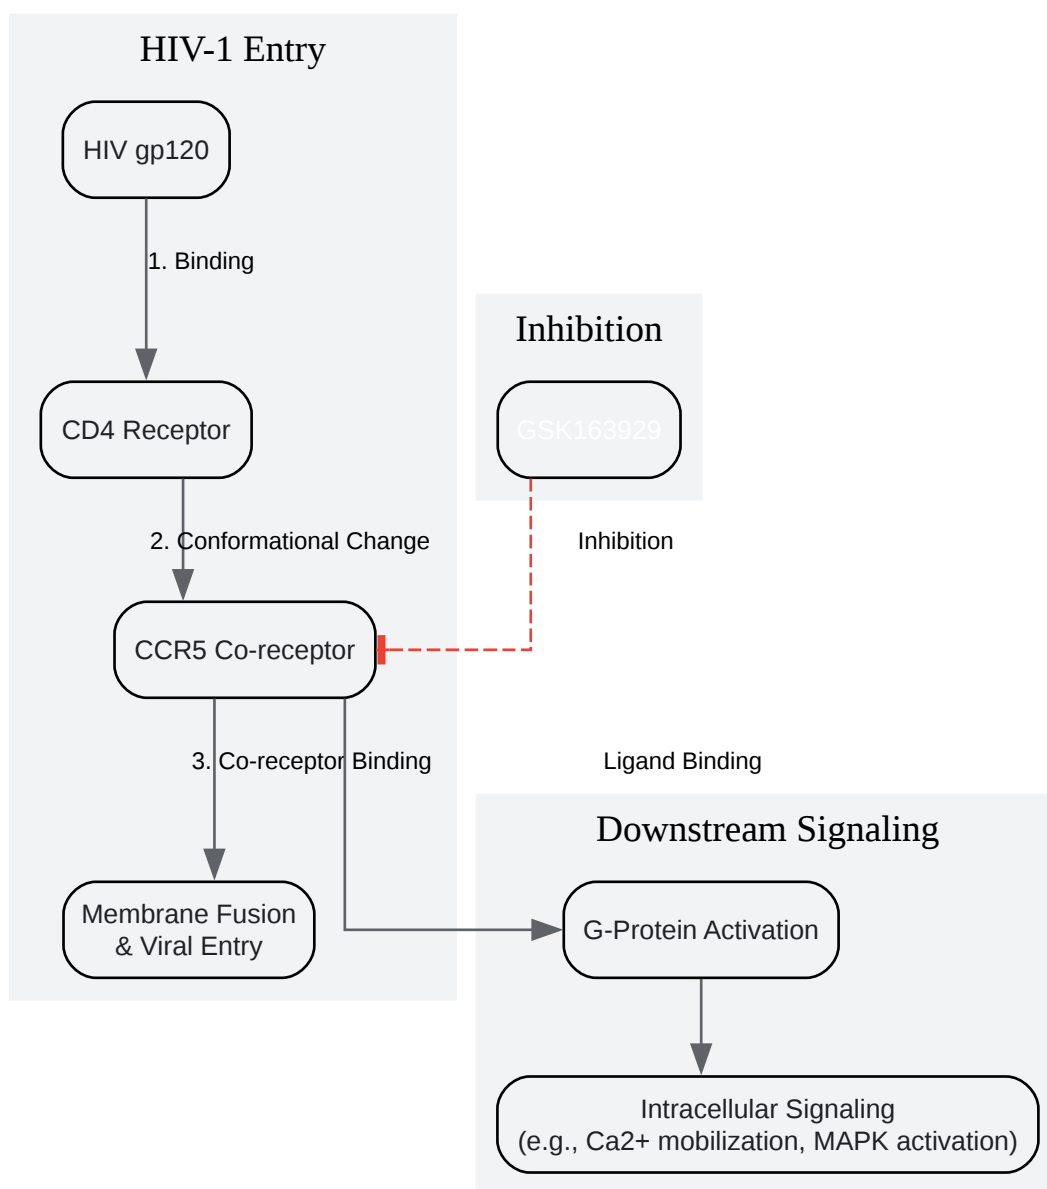 HIV-1 Entry
HIV gp120
1. Binding
Inhibition
CD4 Receptor
GSK163929
2. Conformational Change
Inhibition
CCR5 Co-receptor
3. Co-receptor Binding
Ligand Binding
Downstream Signaling
Membrane Fusion
& Viral Entry
G-Protein Activation
Intracellular Signaling
(e.g., Ca2+ mobilization, MAPK activation)